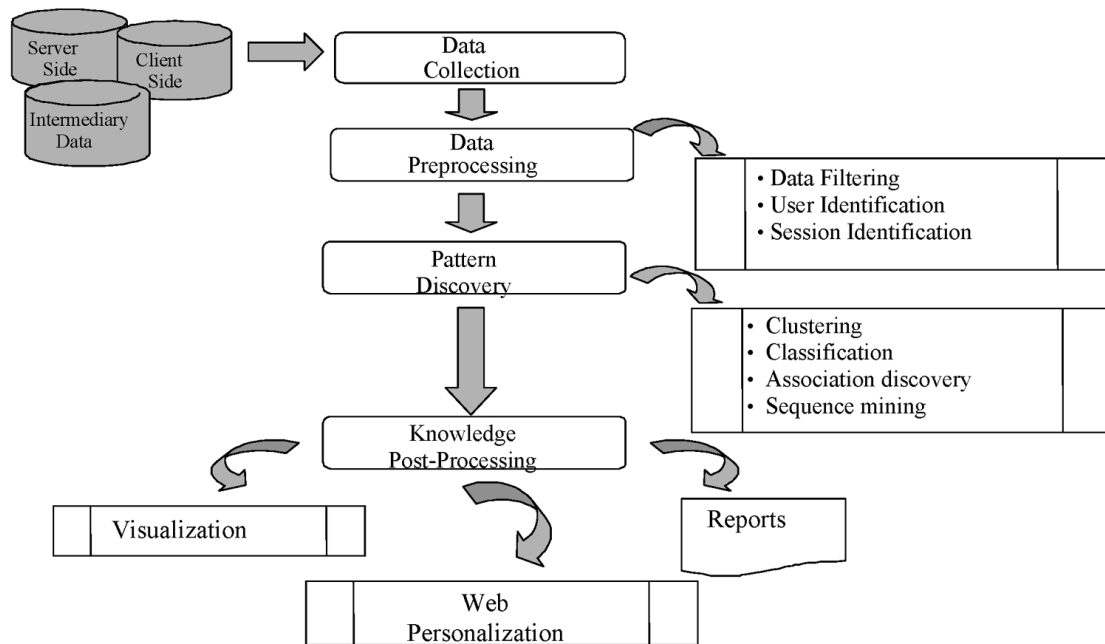 Server
Side
Client
Side
Intermediary
Data
Data
Collection
Data
Preprocessing
• Data Filtering
• User Identification
• Session Identification
Pattern
Discovery
• Clustering
• Classification
• Association discovery
• Sequence mining
Knowledge
Post-Processing
Visualization
Reports
Web
Personalization